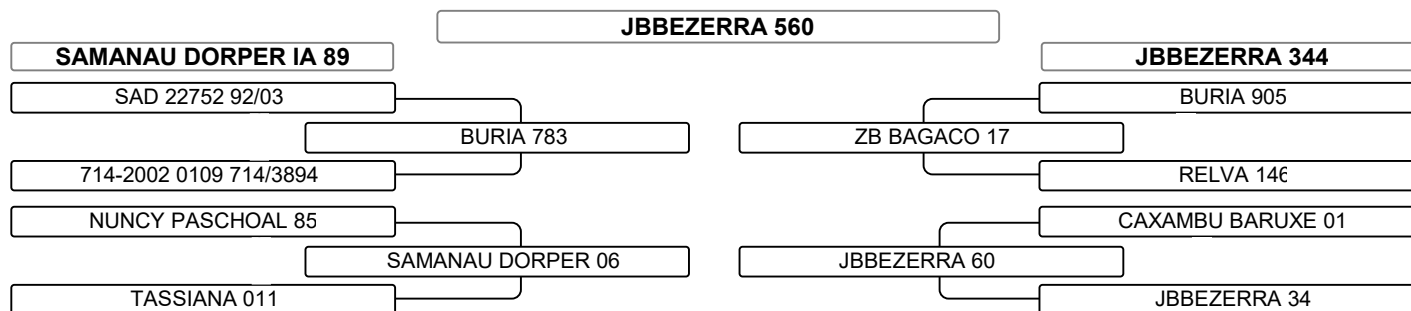 JBBEZERRA 560
SAMANAU DORPER IA 89
JBBEZERRA 344
SAD 22752 92/03
BURIA 905
BURIA 783
ZB BAGACO 17
714-2002 0109 714/3894
RELVA 146
NUNCY PASCHOAL 85
CAXAMBU BARUXE 01
SAMANAU DORPER 06
JBBEZERRA 60
TASSIANA 011
JBBEZERRA 34